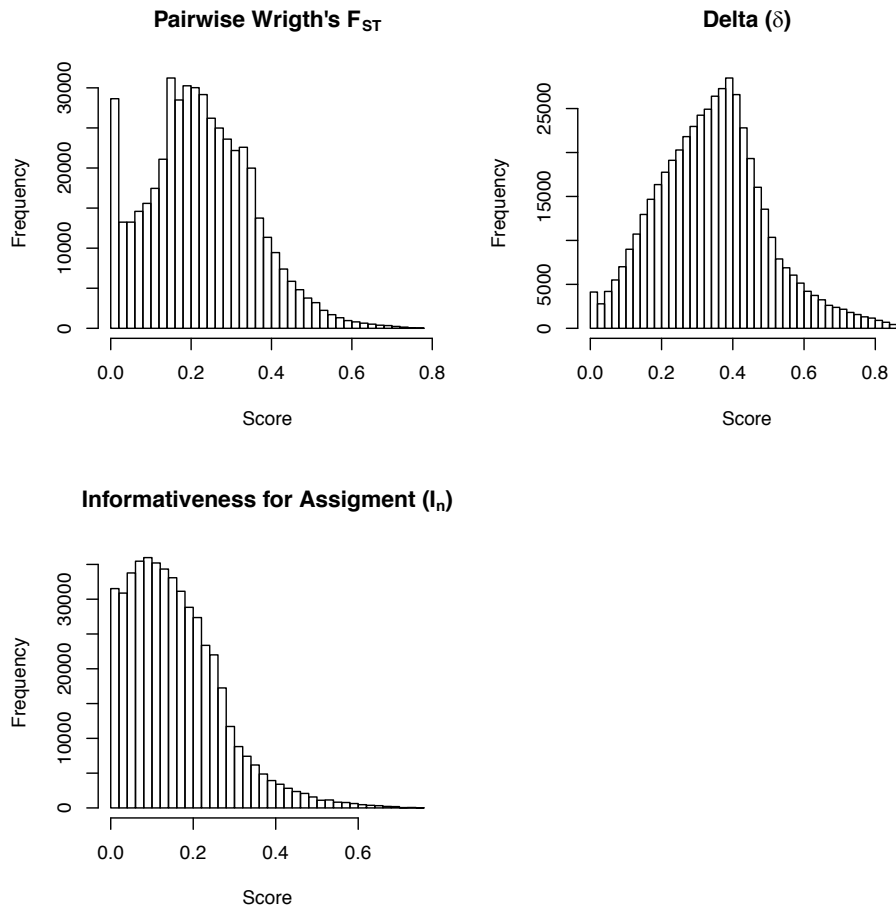 Pairwise Wrigth's FST
Frequency
30000
20000
10000
0
0.0 0.2 0.4 0.6 0.8
Score
Delta (δ)
Frequency
25000
15000
5000
0
0.0 0.2 0.4 0.6 0.8
Score
Informativeness for Assigment (In)
Frequency
30000
20000
10000
0
0.0 0.2 0.4 0.6
Score